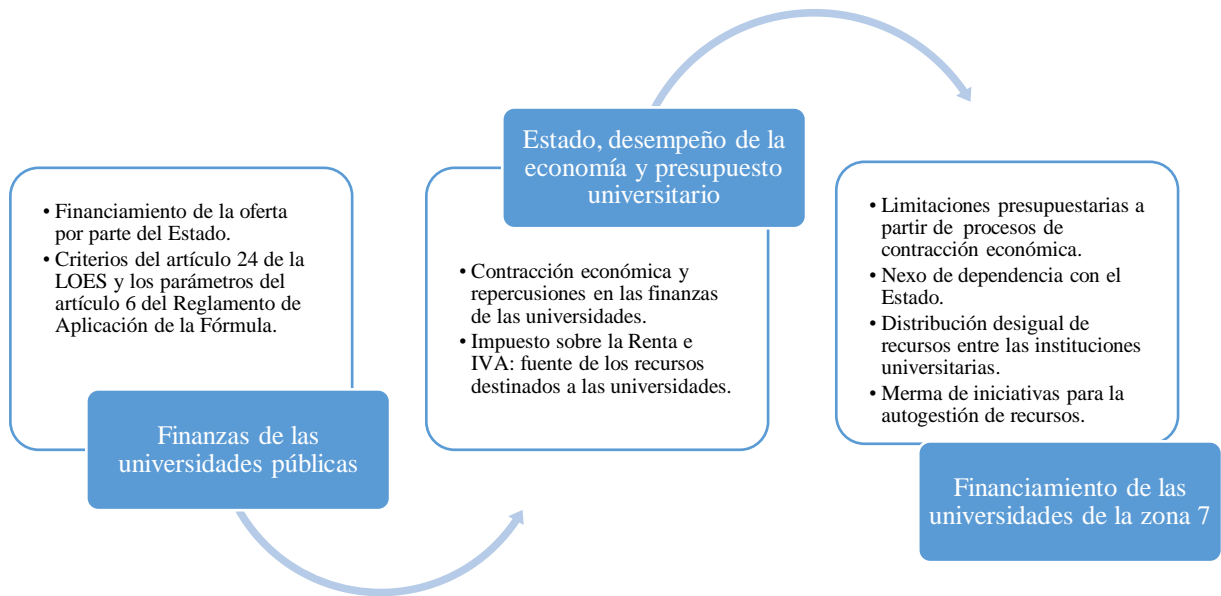 • Financiamiento de la oferta
por parte del Estado.
• Criterios del artículo 24 de la
LOES y los parámetros del
artículo 6 del Reglamento de
Aplicación de la Fórmula.
Finanzas de las
universidades públicas
Estado, desempeño de la
economía y presupuesto
universitario
• Contracción económica y
repercusiones en las finanzas
de las universidades.
• Impuesto sobre la Renta e
IVA: fuente de los recursos
destinados a las universidades.
• Limitaciones presupuestarias a
partir de procesos de
contracción económica.
• Nexo de dependencia con el
Estado.
• Distribución desigual de
recursos entre las instituciones
universitarias.
• Merma de iniciativas para la
autogestión de recursos.
Financiamiento de las
universidades de la zona 7